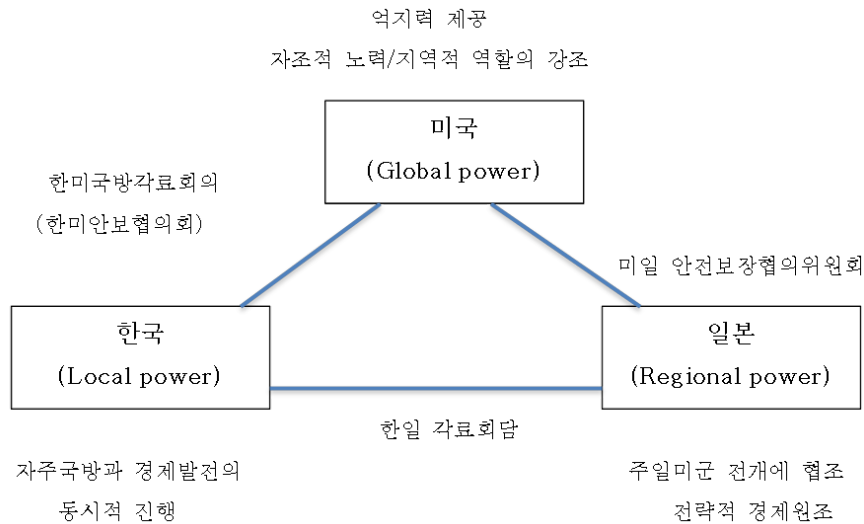 억지력 제공
자조적 노력/지역적 역할의 강조
미국
(Global power)
한미국방각료회의
(한미안보협의회)
미일 안전보장협의위원회
한국
(Local power)
일본
(Regional power)
한일 각료회담
자주국방과 경제발전의
동시적 진행
주일미군 전개에 협조
전략적 경제원조